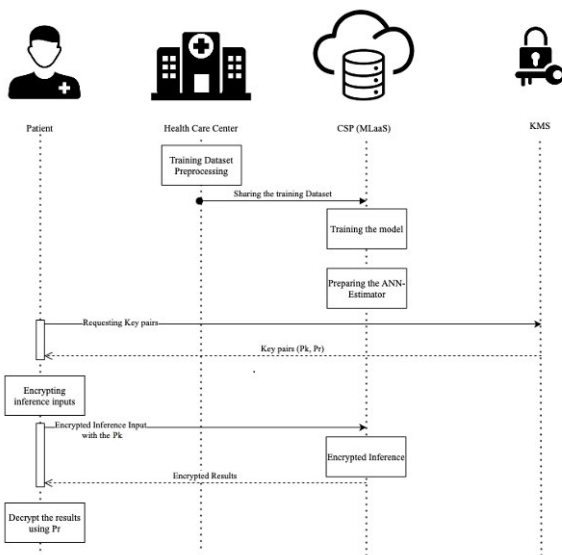 Patient
Health Care Center
CSP (MLaaS)
KMS
Training Dataset
Preprocessing
Sharing the training Dataset
Training the model
Preparing the ANN-
Estimator
Requesting Key pairs
Key pairs (Pk, Pr)
Encrypting
inference inputs
Encrypted Inference Input
with the Pk
Encrypted Inference
Encrypted Results
Decrypt the results
using Pr